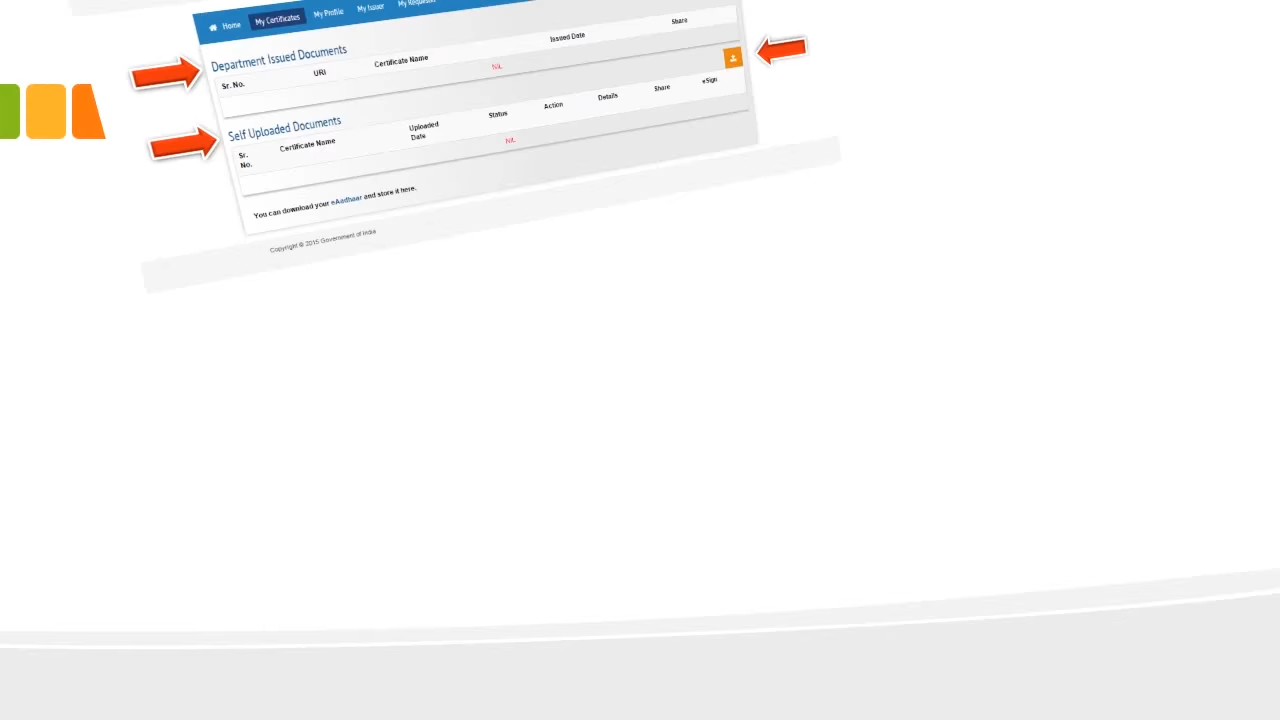 Home My Certificates My Profile My Issuer My Requester
Department Issued Documents
Sr. No. URI Certificate Name Issued Date Share
NIL
Self Uploaded Documents
Sr. No. Certificate Name Uploaded Date Status Action Details Share eSign
NIL
You can download your eAadhaar and store it here.
Copyright © 2015 Government of India